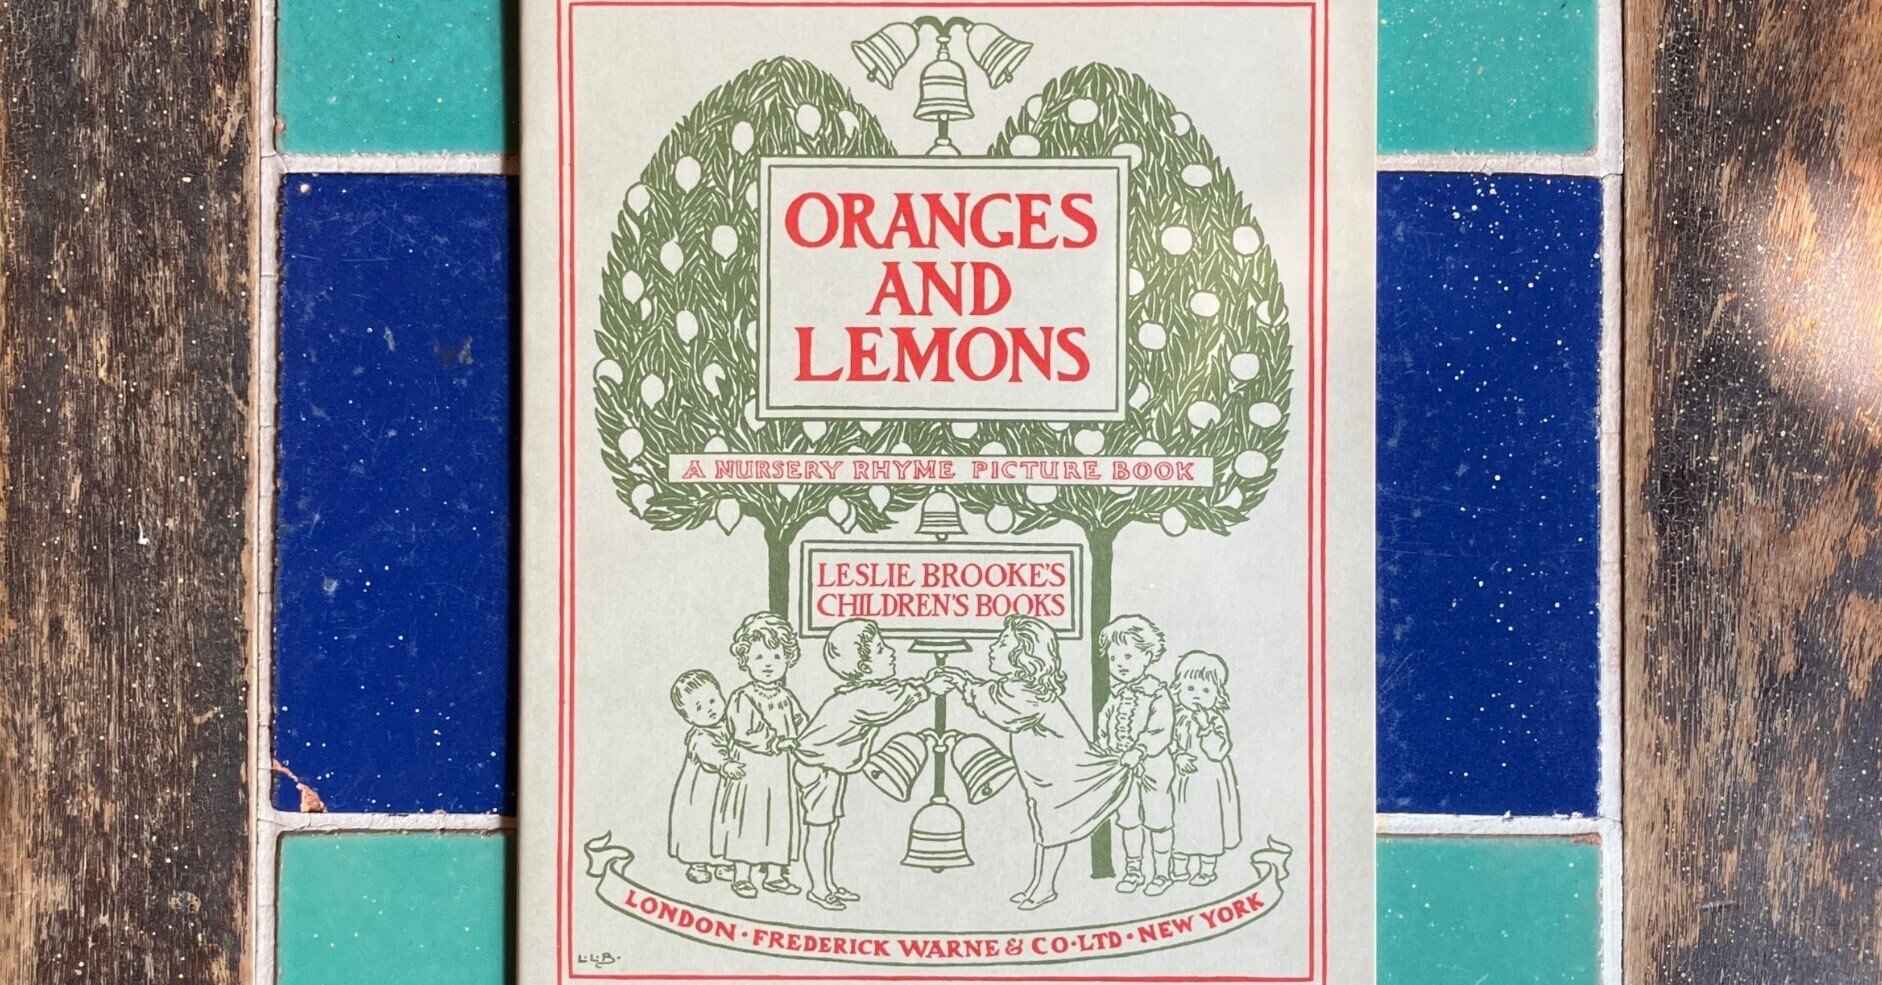 ORANGES
AND
LEMONS
A NURSERY RHYME PICTURE BOOK
LESLIE BROOKE'S
CHILDREN'S BOOKS
LONDON · FREDERICK WARNE & CO · LTD · NEW YORK
L.L.B.